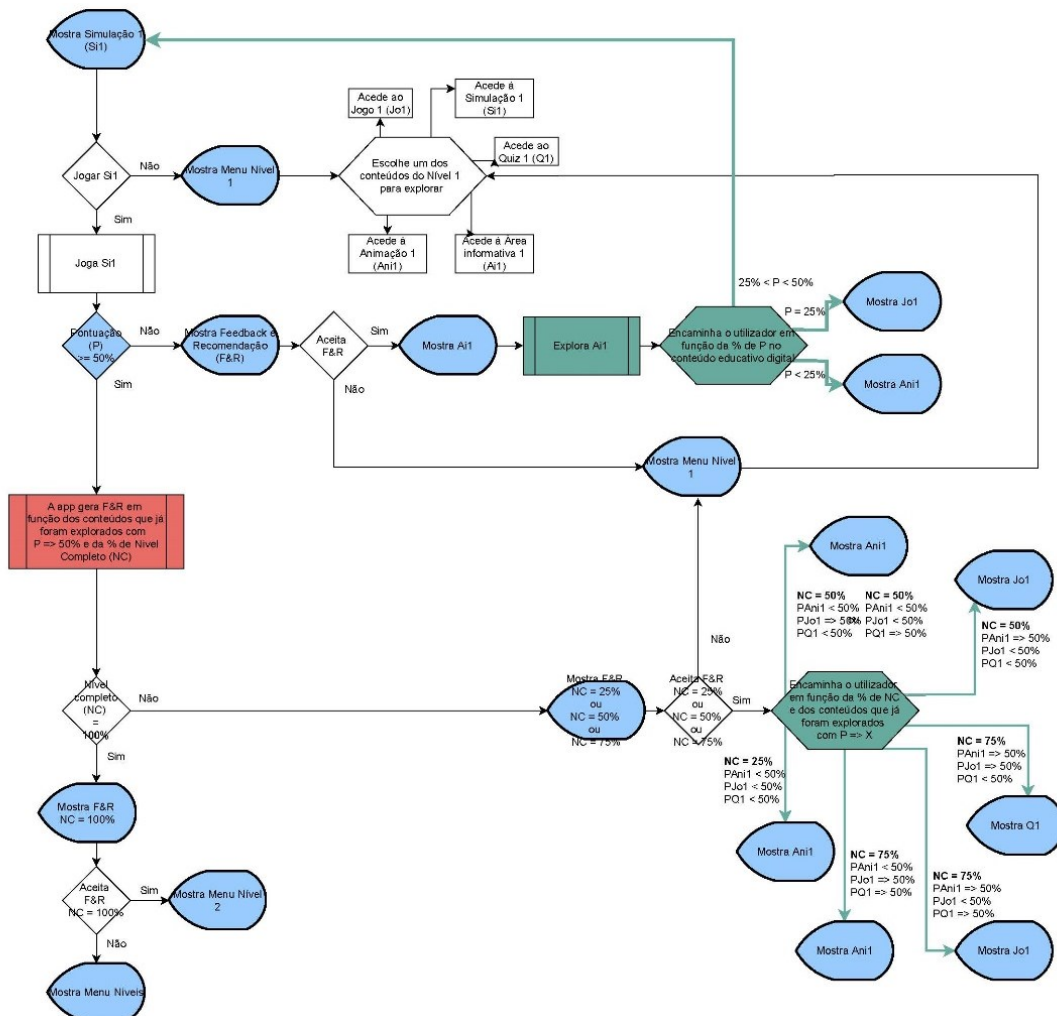 Mostra Simulação 1
(Si1)
Acede ao
Jogo 1 (Jo1)
Acede à
Simulação 1
(Si1)
Acede ao
Quiz 1 (Q1)
Jogar Si1
Não
Mostra Menu Nível
1
Escolhe um dos
conteúdos do Nível 1
para explorar
Sim
Acede à
Animação 1
(Ani1)
Acede à Área
informativa 1
(Ai1)
Joga Si1
25% < P < 50%
Mostra Jo1
P = 25%
Pontuação
(P)
>= 50%
Não
Mostra Feedback e
Recomendação
(F&R)
Aceita
F&R
Sim
Mostra Ai1
Explora Ai1
Encaminha o utilizador em
função da % de P no
conteúdo educativo digital
P < 25%
Mostra Ani1
Sim
Não
Mostra Menu Nível
1
A app gera F&R em
função dos conteúdos que já
foram explorados com
P => 50% e da % de Nível
Completo (NC)
Mostra Ani1
Mostra Jo1
NC = 50%
PAni1 < 50%
PJo1 => 50%
PQ1 < 50%
NC = 50%
PAni1 < 50%
PJo1 < 50%
PQ1 => 50%
NC = 50%
PAni1 => 50%
PJo1 < 50%
PQ1 < 50%
Não
Nível
completo
(NC)
=
100%
Não
Mostra F&R
NC = 25%
ou
NC = 50%
ou
NC = 75%
Aceita F&R
NC = 25%
ou
NC = 50%
ou
NC = 75%
Sim
Encaminha o utilizador
em função da % de NC
e dos conteúdos que já
foram explorados
com P => X
Sim
NC = 25%
PAni1 < 50%
PJo1 < 50%
PQ1 < 50%
NC = 75%
PAni1 => 50%
PJo1 => 50%
PQ1 < 50%
Mostra F&R
NC = 100%
Mostra Q1
Mostra Ani1
NC = 75%
PAni1 < 50%
PJo1 => 50%
PQ1 => 50%
NC = 75%
PAni1 => 50%
PJo1 < 50%
PQ1 => 50%
Aceita
F&R
NC = 100%
Sim
Mostra Menu Nível
2
Não
Mostra Ani1
Mostra Jo1
Mostra Menu Níveis